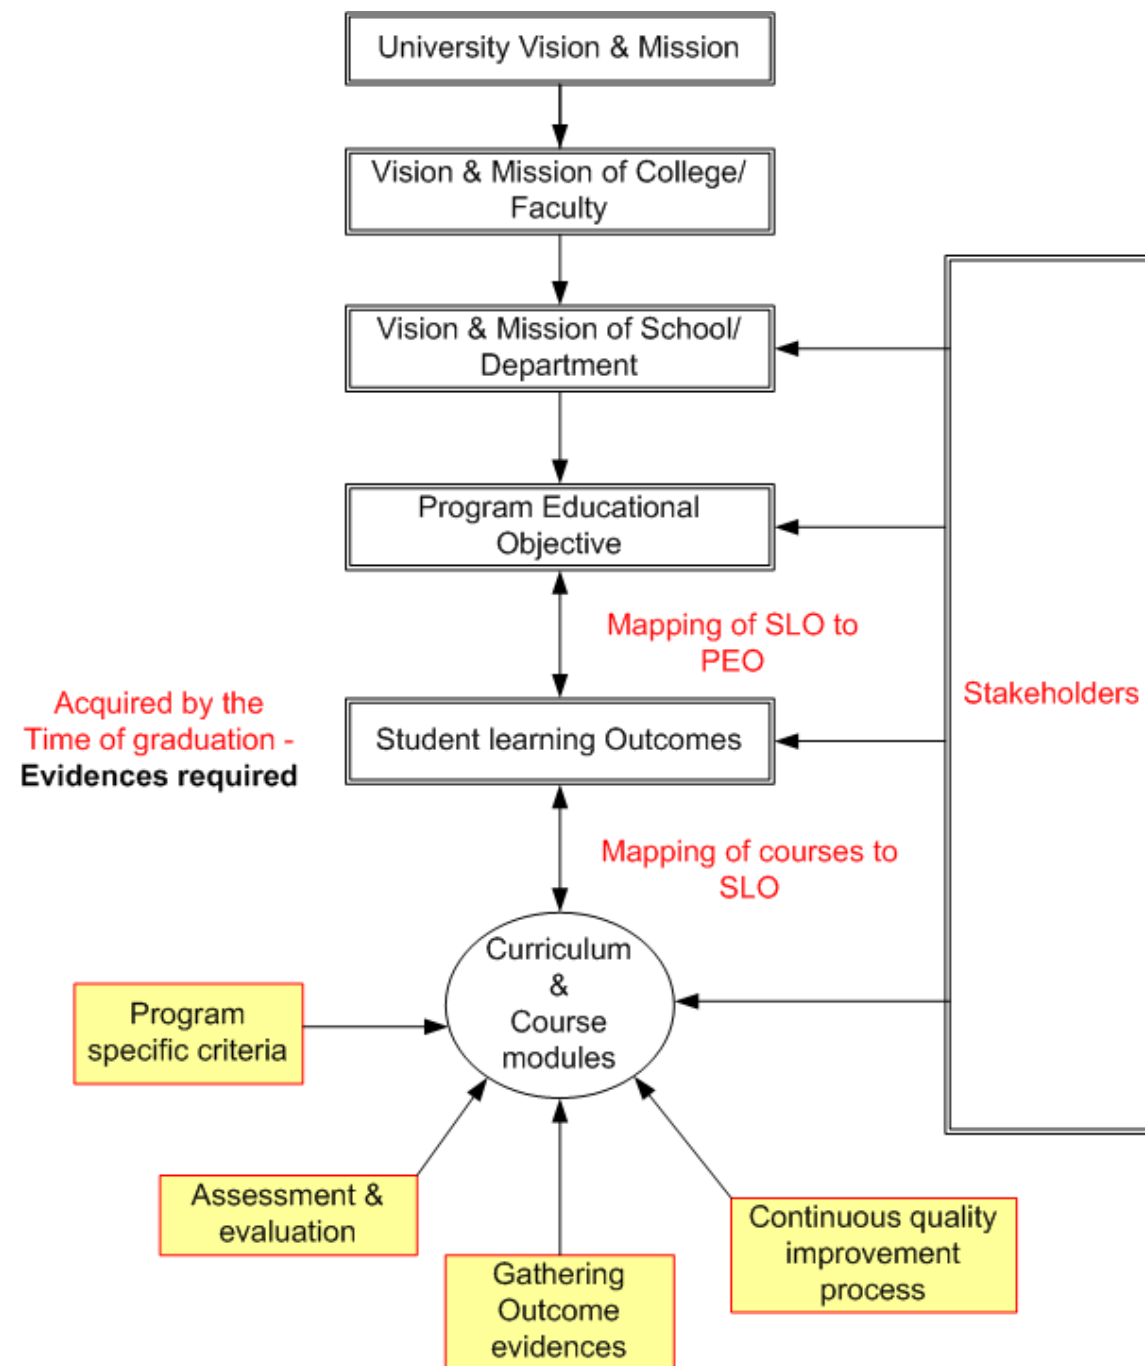 University Vision & Mission
Vision & Mission of College/
Faculty
Vision & Mission of School/
Department
Program Educational
Objective
Mapping of SLO to
PEO
Stakeholders
Acquired by the
Time of graduation -
Evidences required
Student learning Outcomes
Mapping of courses to
SLO
Curriculum
&
Course
modules
Program
specific criteria
Assessment &
evaluation
Gathering
Outcome
evidences
Continuous quality
improvement
process